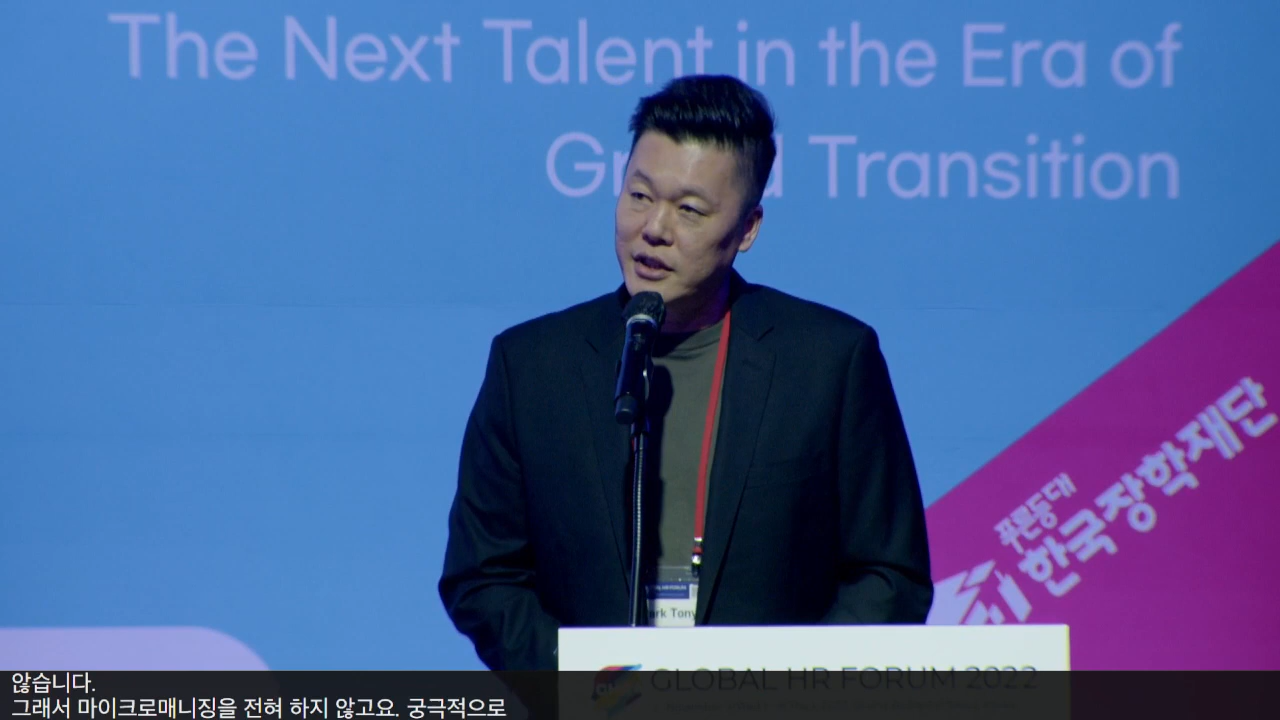 The Next Talent in the Era of
Transition
푸른등대
한국장학재단
Tony
GLOBAL HR FORUM 2022
않습니다.
그래서 마이크로매니징을 전혀 하지 않고요. 궁극적으로